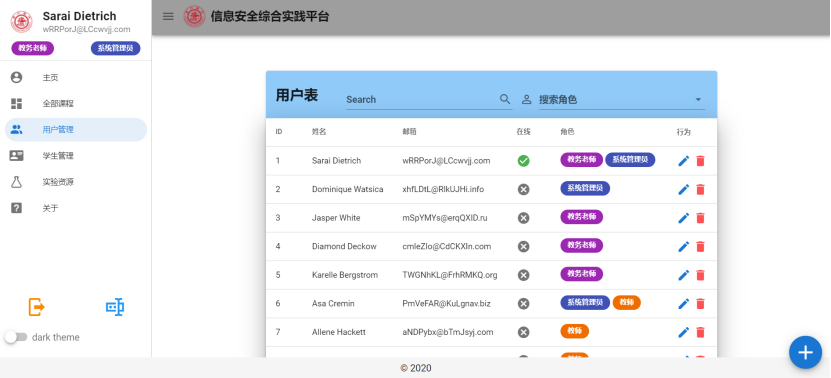 Sarai Dietrich
wRRPorJ@LCcwvjj.com
教务老师 系统管理员
主页
全部课程
用户管理
学生管理
实验资源
关于
dark theme
信息安全综合实践平台
用户表 Search 搜索角色
ID 姓名 邮箱 在线 角色 行为
1 Sarai Dietrich wRRPorJ@LCcwvjj.com 教务老师 系统管理员
2 Dominique Watsica xhfLDtL@RlkUJHi.info 系统管理员
3 Jasper White mSpYMYs@erqQXID.ru 教务老师
4 Diamond Deckow cmleZlo@CdCKXln.com 教务老师
5 Karelle Bergstrom TWGNhKL@FrhRMKQ.org 教务老师
6 Asa Cremin PmVeFAR@KuLgnav.biz 系统管理员 教师
7 Allene Hackett aNDPybx@bTmJsyj.com 教师
© 2020